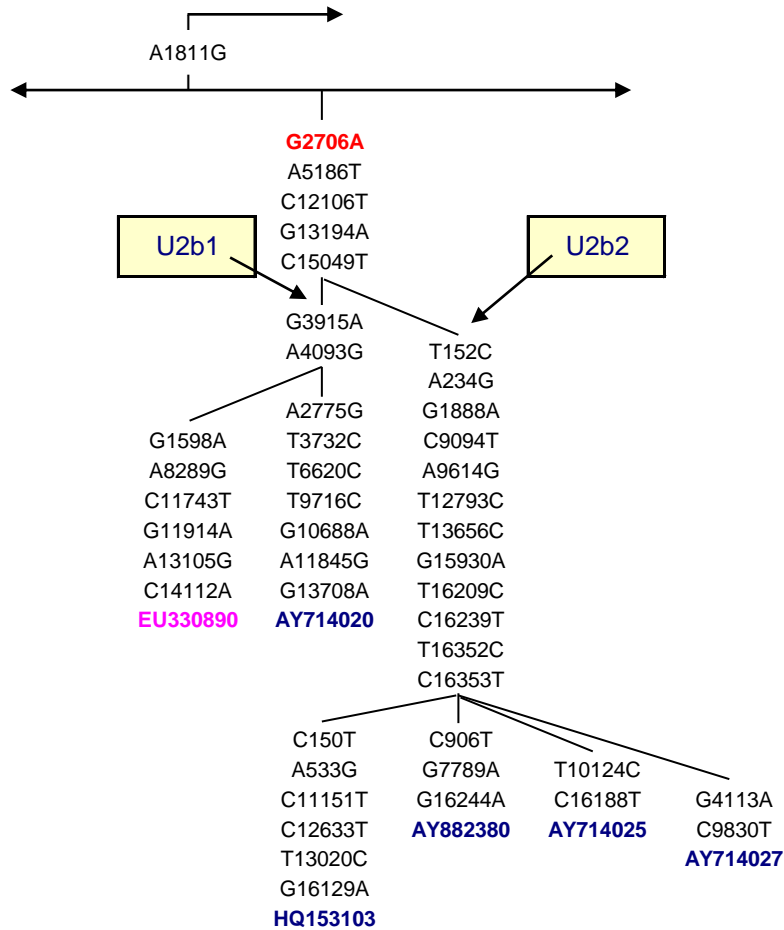 A1811G
G2706A
A5186T
C12106T
G13194A
C15049T
U2b1
U2b2
G3915A
A4093G
G1598A
A8289G
C11743T
G11914A
A13105G
C14112A
EU330890
A2775G
T3732C
T6620C
T9716C
G10688A
A11845G
G13708A
AY714020
T152C
A234G
G1888A
C9094T
A9614G
T12793C
T13656C
G15930A
T16209C
C16239T
T16352C
C16353T
C150T
A533G
C11151T
C12633T
T13020C
G16129A
HQ153103
C906T
G7789A
G16244A
AY882380
T10124C
C16188T
AY714025
G4113A
C9830T
AY714027